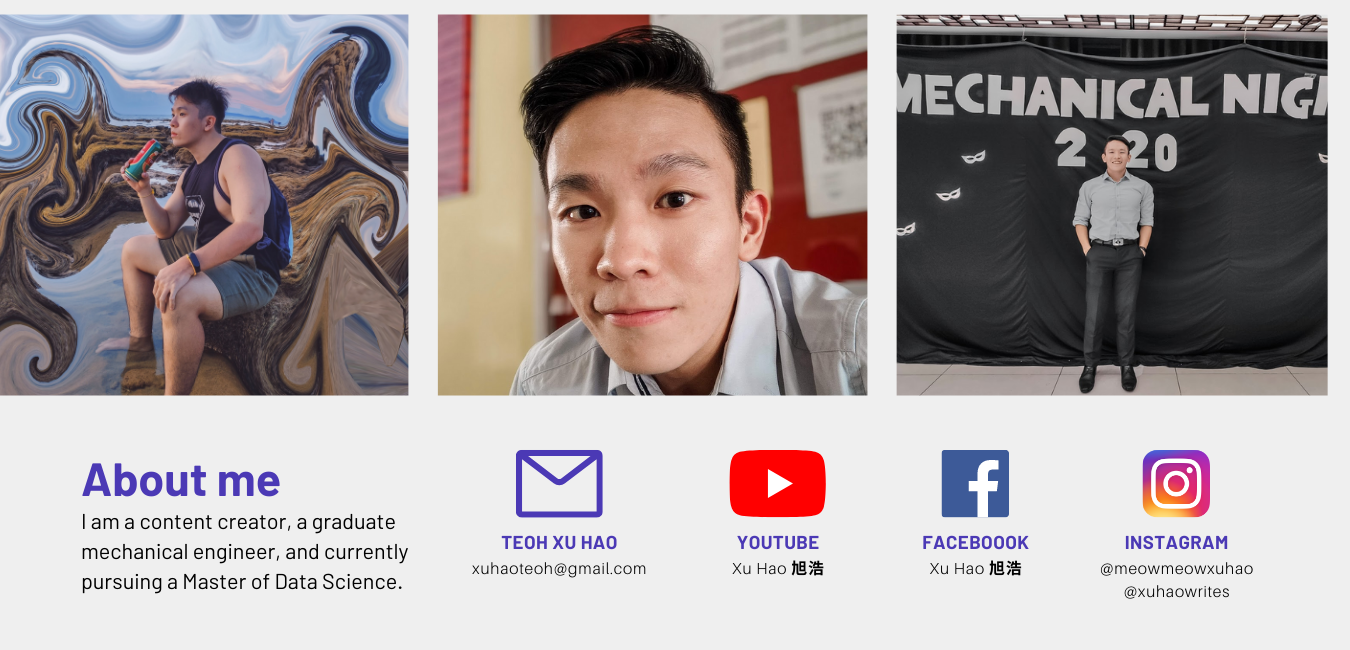 MECHANICAL NIG
2 20
About me
I am a content creator, a graduate
mechanical engineer, and currently
pursuing a Master of Data Science.
TEOH XU HAO
xuhaoteoh@gmail.com
YOUTUBE
Xu Hao 旭浩
FACEBOOOK
Xu Hao 旭浩
INSTAGRAM
@meowmeowxuhao
@xuhaowrites